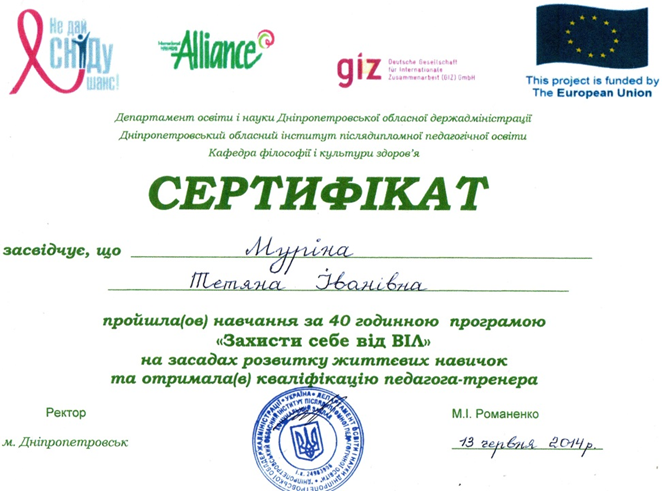 Не дай
СНІДу
шанс!
International
Alliance
giz
Deutsche Gesellschaft
für Internationale
Zusammenarbeit (GIZ) GmbH
This project is funded by
The European Union
Департамент освіти і науки Дніпропетровської обласної держадміністрації
Дніпропетровський обласний інститут післядипломної педагогічної освіти
Кафедра філософії і культури здоров'я
СЕРТИФІКАТ
засвідчує, що Муріна
Тетяна Іванівна
пройшла(ов) навчання за 40 годинною програмою
«Захисти себе від ВІЛ»
на засадах розвитку життєвих навичок
та отримала(в) кваліфікацію педагога-тренера
Ректор М.І. Романенко
м. Дніпропетровськ 13 червня 2014р.